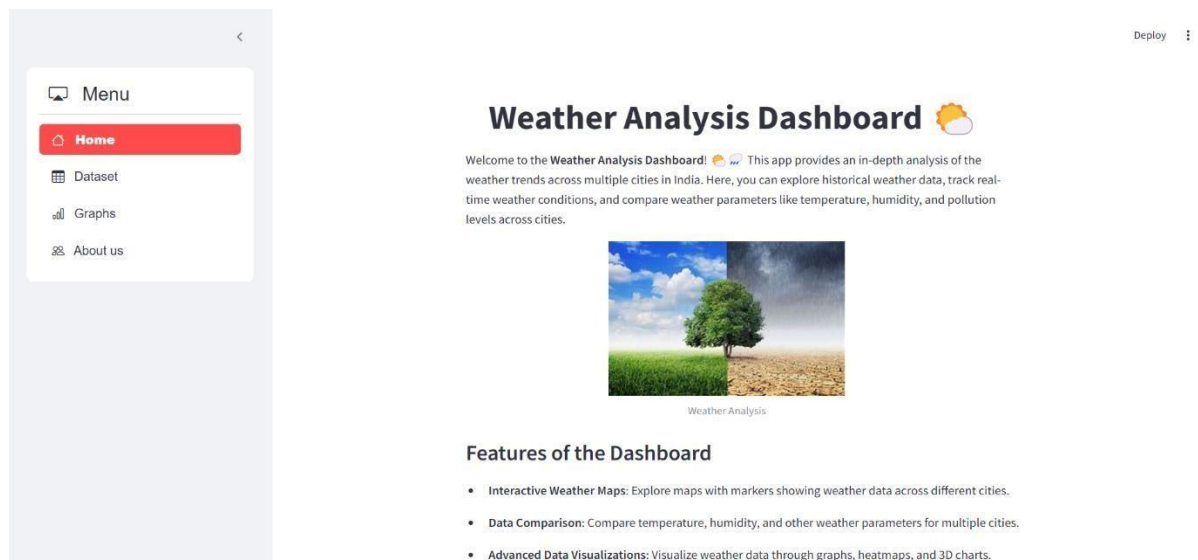 Deploy
Menu
Home
Dataset
Graphs
About us
Weather Analysis Dashboard
Welcome to the Weather Analysis Dashboard! This app provides an in-depth analysis of the
weather trends across multiple cities in India. Here, you can explore historical weather data, track real-
time weather conditions, and compare weather parameters like temperature, humidity, and pollution
levels across cities.
Weather Analysis
Features of the Dashboard
• Interactive Weather Maps: Explore maps with markers showing weather data across different cities.
• Data Comparison: Compare temperature, humidity, and other weather parameters for multiple cities.
• Advanced Data Visualizations: Visualize weather data through graphs, heatmaps, and 3D charts.